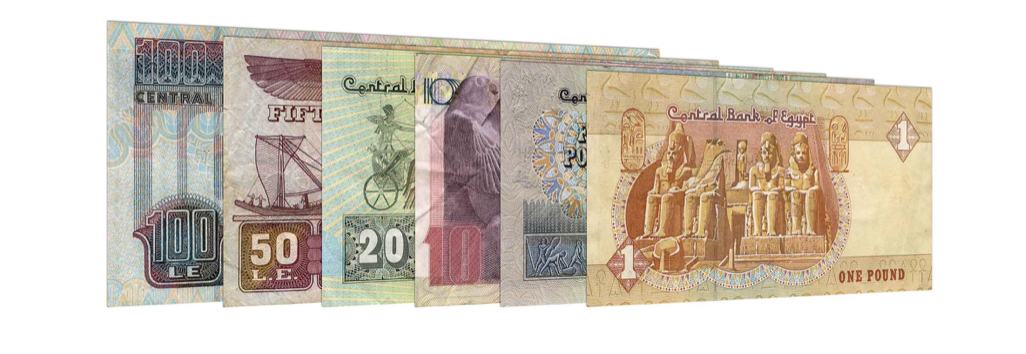 100
CENTRAL
100
LE
FIFT
50
L.E.
Central
20
10
10
Cen
PO
Central Bank of Egypt
1
1
ONE POUND